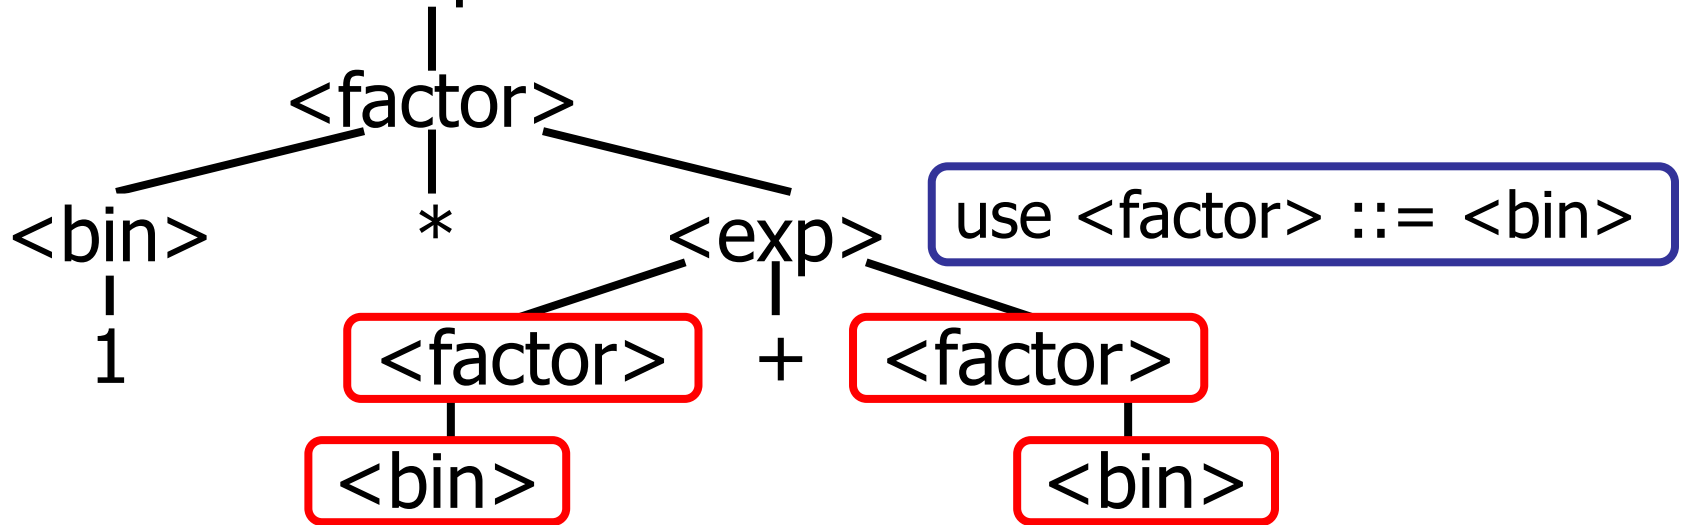 <factor>
<bin> * <exp>
use <factor> ::= <bin>
1 <factor> + <factor>
<bin> <bin>